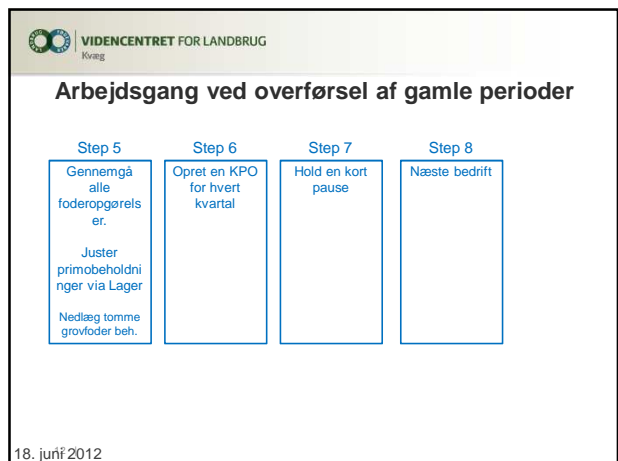 VIDENCENTRET FOR LANDBRUG
Kvæg
Arbejdsgang ved overførsel af gamle perioder
Step 5
Gennemgå
alle
foderopgørels
er.
Juster
primobeholdni
nger via Lager
Nedlæg tomme
grovfoder beh.
Step 6
Opret en KPO
for hvert
kvartal
Step 7
Hold en kort
pause
Step 8
Næste bedrift
18. juni 2012